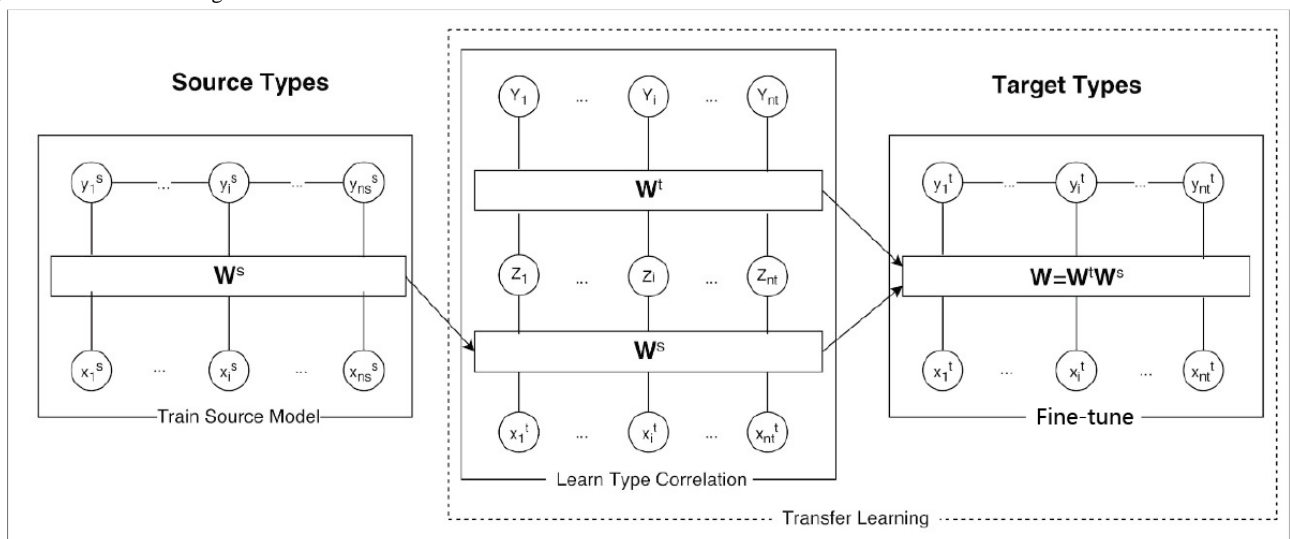 Source Types
y₁ˢ ... yᵢˢ ... yₙₛˢ
Wˢ
x₁ˢ ... xᵢˢ ... xₙₛˢ
Train Source Model
Y₁ ... Yᵢ ... Yₙₜ
Wᵗ
Z₁ ... Zᵢ ... Zₙₜ
Wˢ
x₁ᵗ ... xᵢᵗ ... xₙₜᵗ
Learn Type Correlation
Target Types
y₁ᵗ ... yᵢᵗ ... yₙₜᵗ
W=WᵗWˢ
x₁ᵗ ... xᵢᵗ ... xₙₜᵗ
Fine-tune
Transfer Learning